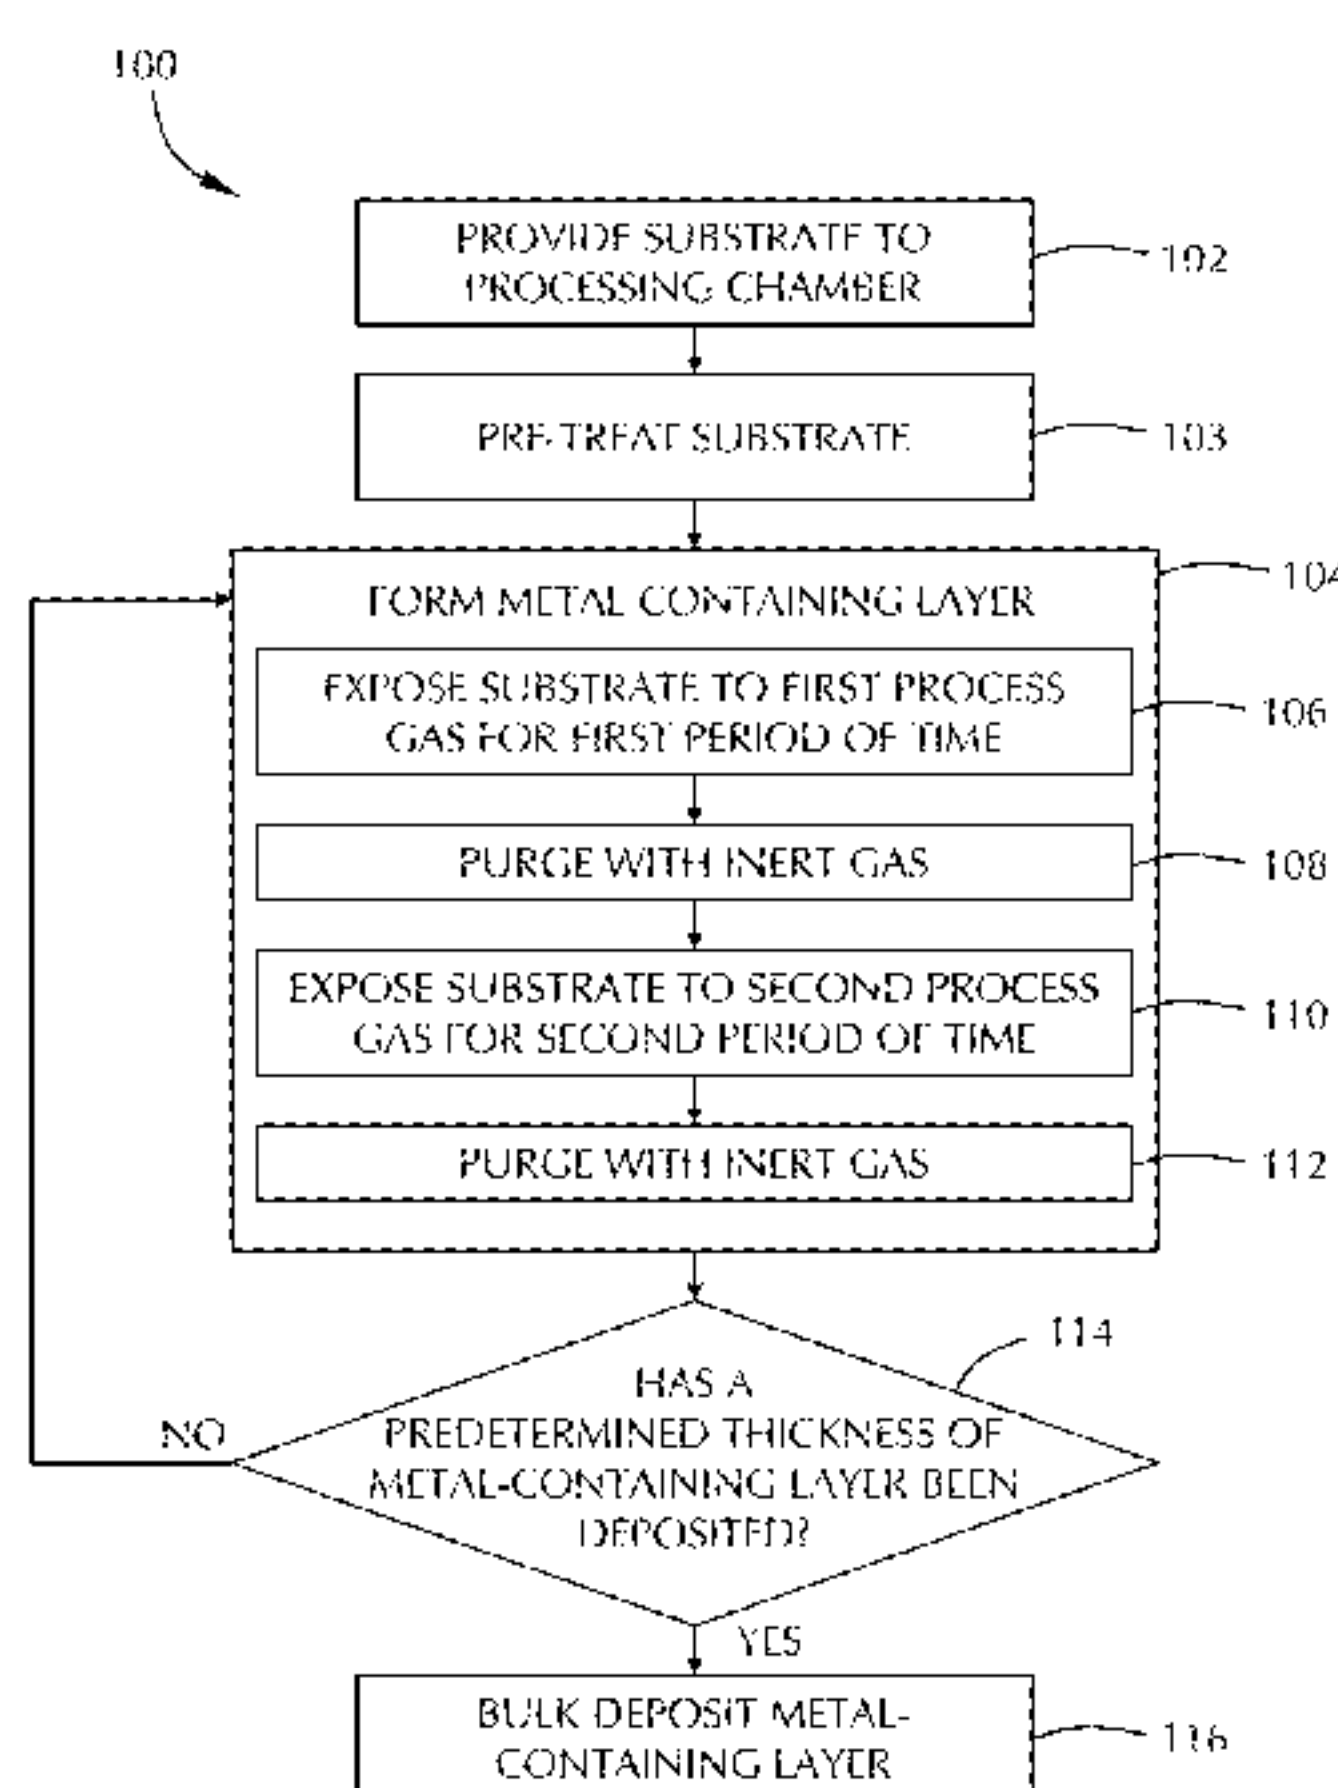 100
PROVIDE SUBSTRATE TO
PROCESSING CHAMBER
102
PRE-TREAT SUBSTRATE
103
FORM METAL CONTAINING LAYER
104
EXPOSE SUBSTRATE TO FIRST PROCESS
GAS FOR FIRST PERIOD OF TIME
106
PURGE WITH INERT GAS
108
EXPOSE SUBSTRATE TO SECOND PROCESS
GAS FOR SECOND PERIOD OF TIME
110
PURGE WITH INERT GAS
112
114
HAS A
PREDETERMINED THICKNESS OF
METAL-CONTAINING LAYER BEEN
DEPOSITED?
NO
YES
BULK DEPOSIT METAL-
CONTAINING LAYER
116